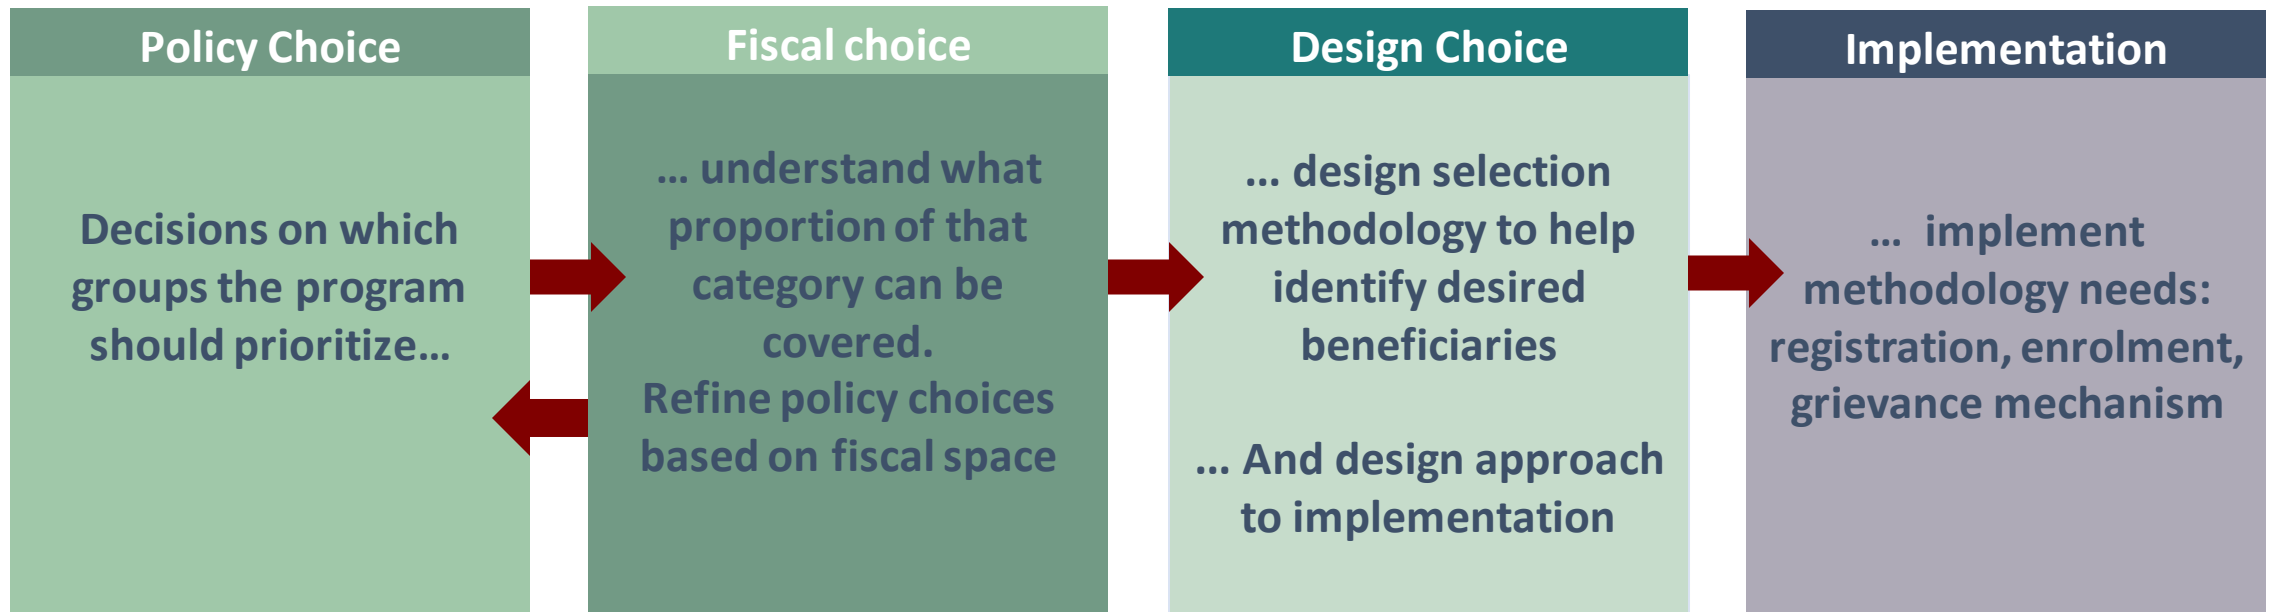 Policy Choice
Decisions on which
groups the program
should prioritize…
Fiscal choice
… understand what
proportion of that
category can be
covered.
Refine policy choices
based on fiscal space
Design Choice
... design selection
methodology to help
identify desired
beneficiaries
... And design approach
to implementation
Implementation
... implement
methodology needs:
registration, enrolment,
grievance mechanism